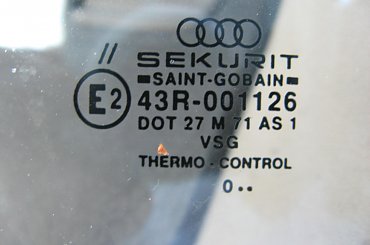 //
SEKURIT
SAINT-GOBAIN
E2 43R-001126
DOT 27 M 71 AS 1
VSG
THERMO - CONTROL
0••